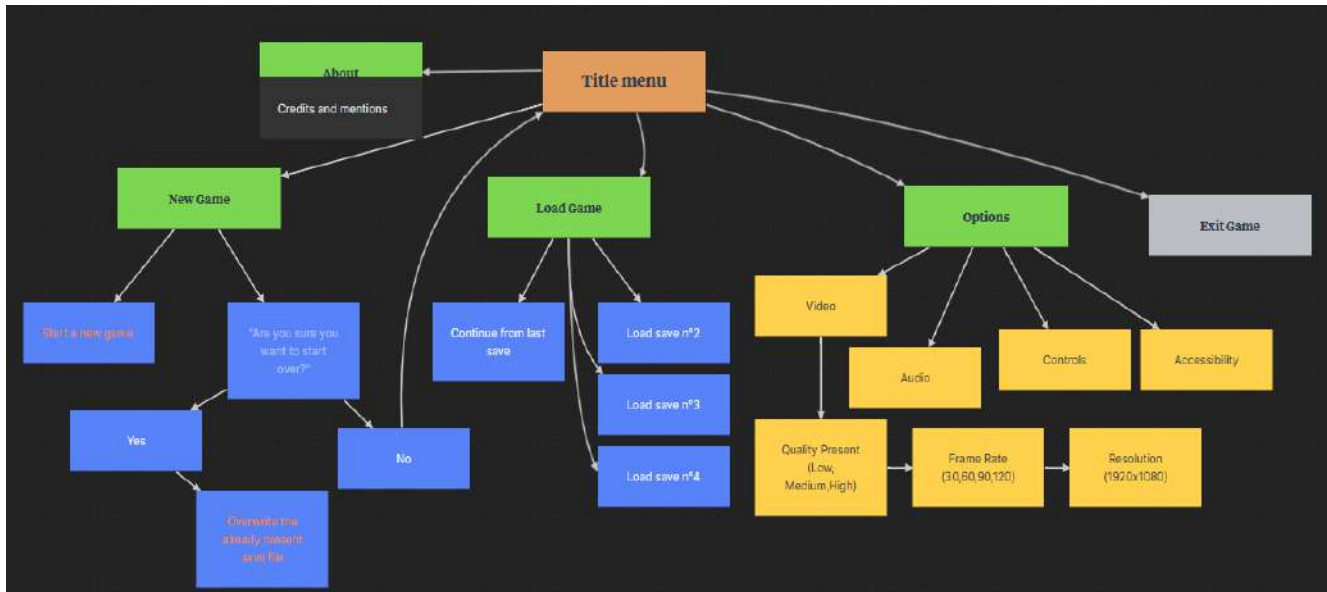 About
Credits and mentions
Title menu
New Game
Load Game
Options
Exit Game
Start a new game
"Are you sure you
want to start
over?"
Continue from last
save
Load save nº2
Load save nº3
Load save nº4
Video
Audio
Controls
Accessibility
Yes
No
Overwrite the
already present
save file
Quality Present
(Low,
Medium,High)
Frame Rate
(30,60,90,120)
Resolution
(1920x1080)